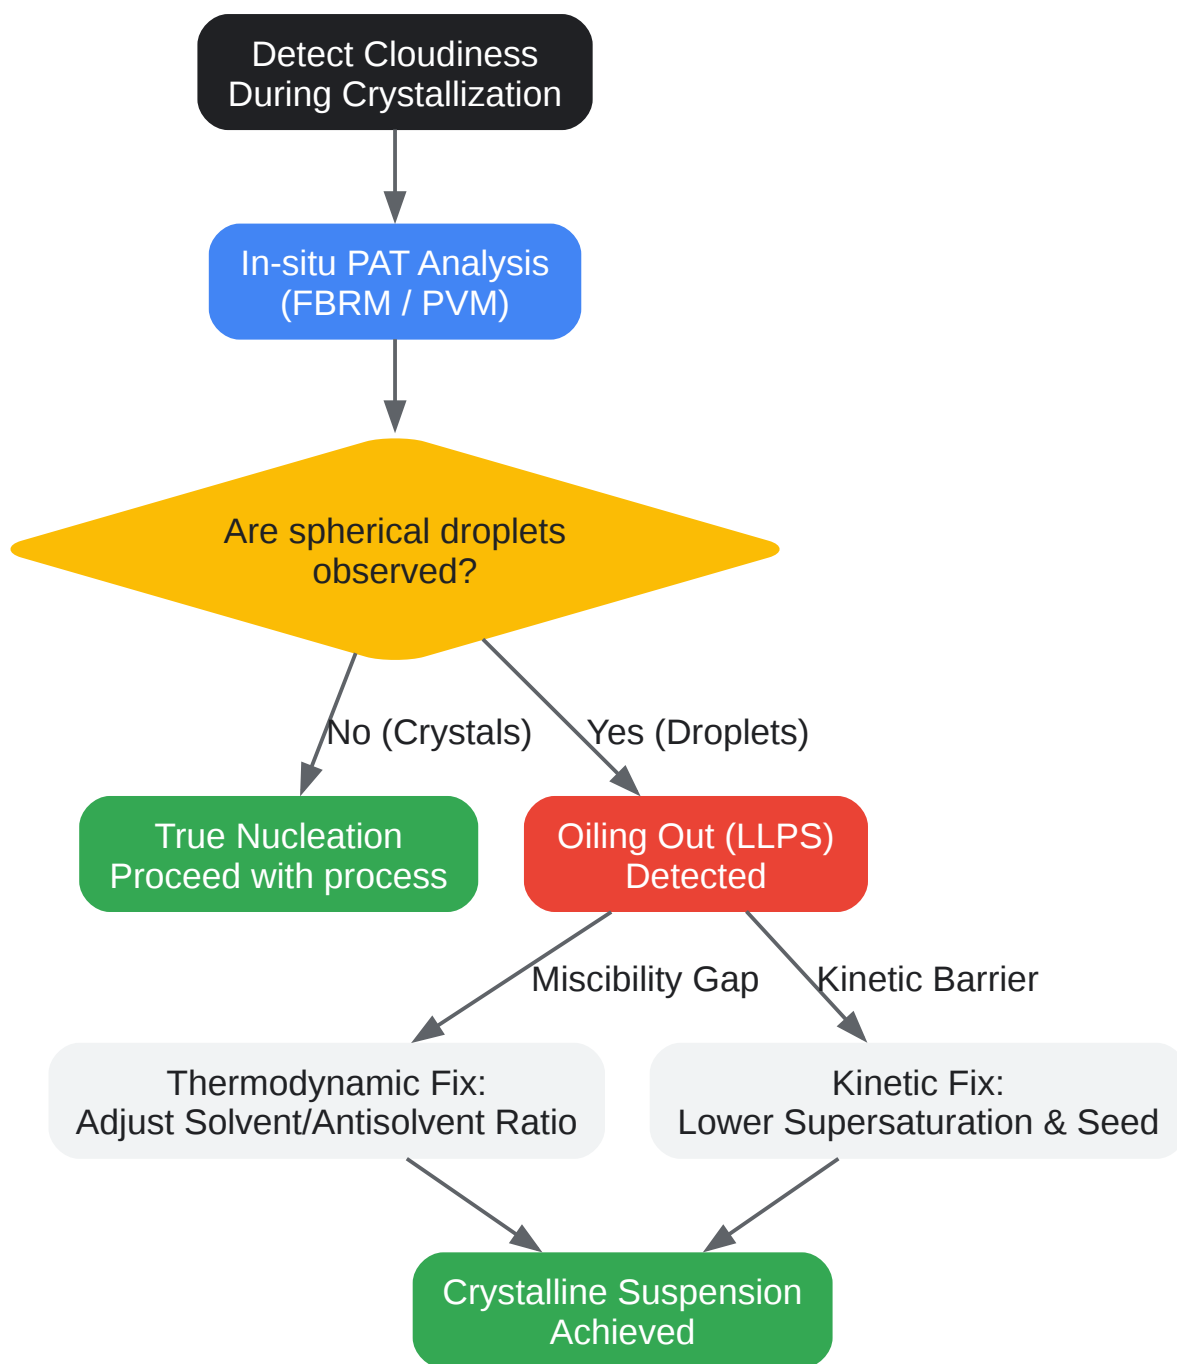 Detect Cloudiness
During Crystallization
In-situ PAT Analysis
(FBRM / PVM)
Are spherical droplets
observed?
No (Crystals)
Yes (Droplets)
True Nucleation
Proceed with process
Oiling Out (LLPS)
Detected
Miscibility Gap
Kinetic Barrier
Thermodynamic Fix:
Adjust Solvent/Antisolvent Ratio
Kinetic Fix:
Lower Supersaturation & Seed
Crystalline Suspension
Achieved